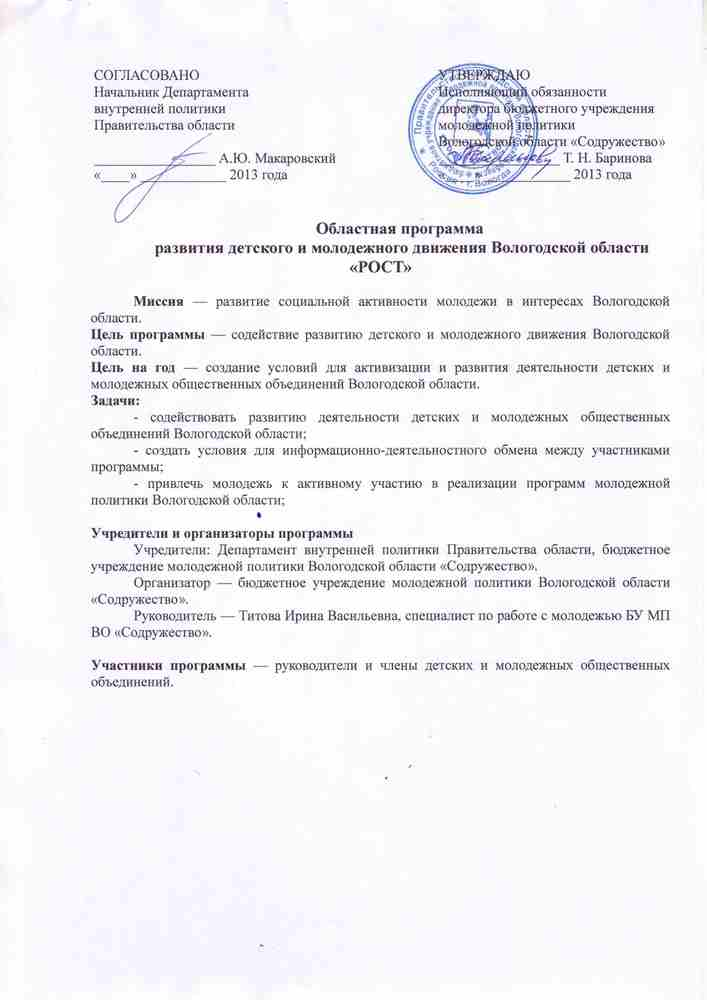 СОГЛАСОВАНО
Начальник Департамента
внутренней политики
Правительства области
____________________ А.Ю. Макаровский
«____» ______________ 2013 года
УТВЕРЖДАЮ
Исполняющий обязанности
директора бюджетного учреждения
молодежной политики
Вологодской области «Содружество»
Т. Н. Баринова
2013 года
Россия • г. Вологда
Областная программа
развития детского и молодежного движения Вологодской области
«РОСТ»
Миссия — развитие социальной активности молодежи в интересах Вологодской
области.
Цель программы — содействие развитию детского и молодежного движения Вологодской
области.
Цель на год — создание условий для активизации и развития деятельности детских и
молодежных общественных объединений Вологодской области.
Задачи:
- содействовать развитию деятельности детских и молодежных общественных
объединений Вологодской области;
- создать условия для информационно-деятельностного обмена между участниками
программы;
- привлечь молодежь к активному участию в реализации программ молодежной
политики Вологодской области;
Учредители и организаторы программы
Учредители: Департамент внутренней политики Правительства области, бюджетное
учреждение молодежной политики Вологодской области «Содружество».
Организатор — бюджетное учреждение молодежной политики Вологодской области
«Содружество».
Руководитель — Титова Ирина Васильевна, специалист по работе с молодежью БУ МП
ВО «Содружество».
Участники программы — руководители и члены детских и молодежных общественных
объединений.